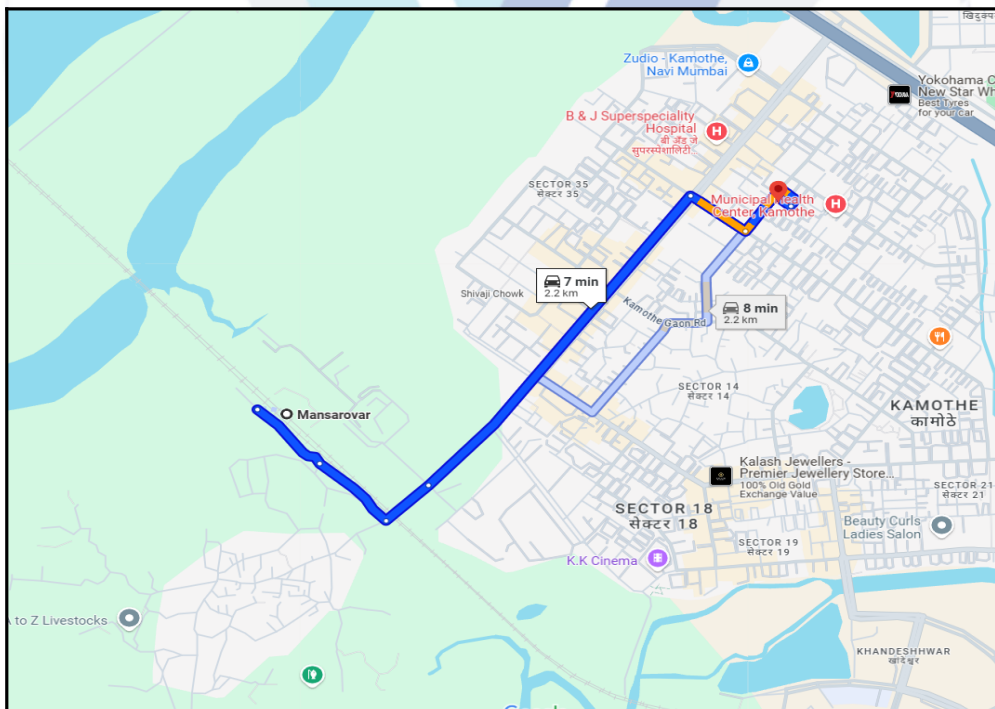 खिदुकप
Zudio - Kamothe,
Navi Mumbai
Yokohama C
New Star Wh
Best Tyres
for your car
B & J Superspeciality
Hospital
बी अँड जे
सुपरस्पेशालिटी...
SECTOR 35
सेक्टर 35
Municipal Health
Center, Kamothe
7 min
2.2 km
Shivaji Chowk
Kamothe Gaon Rd
8 min
2.2 km
SECTOR 14
सेक्टर 14
KAMOTHE
कामोठे
Mansarovar
Kalash Jewellers -
Premier Jewellery Store...
100% Old Gold
Exchange Value
SECTOR 21
सेक्टर 21
SECTOR 18
सेक्टर 18
Beauty Curls
Ladies Salon
SECTOR 19
सेक्टर 19
K.K Cinema
A to Z Livestocks
KHANDESHHWAR
खांदेश्वर